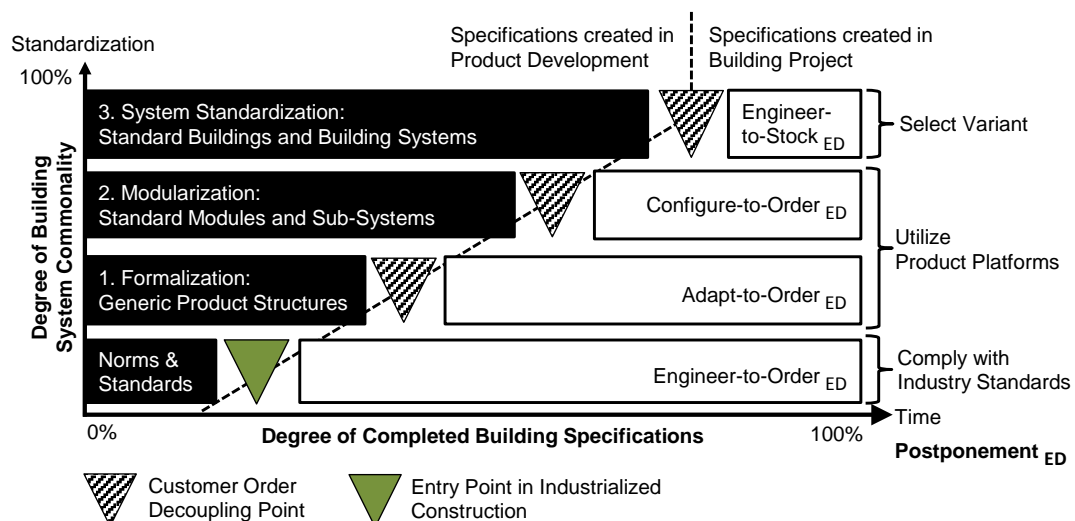 Standardization
100%
Specifications created in
Product Development
Specifications created in
Building Project
3. System Standardization:
Standard Buildings and Building Systems
Engineer-
to-Stock ED
Select Variant
2. Modularization:
Standard Modules and Sub-Systems
Configure-to-Order ED
Utilize
Product Platforms
1. Formalization:
Generic Product Structures
Adapt-to-Order ED
Norms &
Standards
Engineer-to-Order ED
Comply with
Industry Standards
Degree of Building
System Commonality
0%
Degree of Completed Building Specifications
100%
Time
Postponement ED
Customer Order
Decoupling Point
Entry Point in Industrialized
Construction